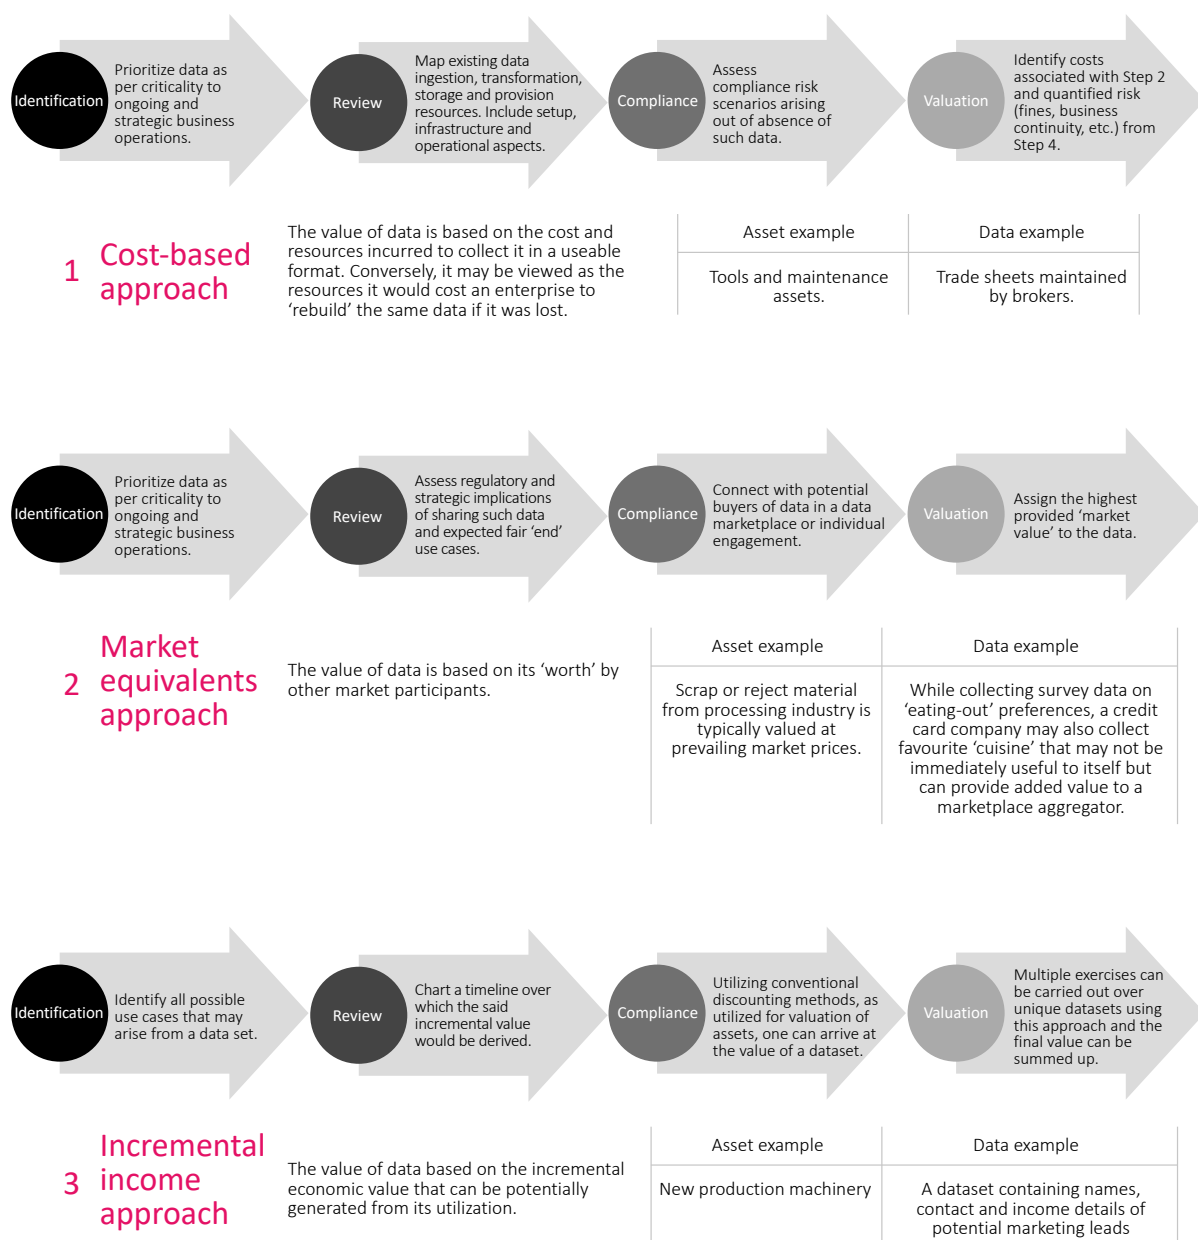 Identification
Prioritize data as
per criticality to
ongoing and
strategic business
operations.
Review
Map existing data
ingestion, transformation,
storage and provision
resources. Include setup,
infrastructure and
operational aspects.
Compliance
Assess
compliance risk
scenarios arising
out of absence of
such data.
Valuation
Identify costs
associated with Step 2
and quantified risk
(fines, business
continuity, etc.) from
Step 4.
1
Cost-based
approach
The value of data is based on the cost and
resources incurred to collect it in a useable
format. Conversely, it may be viewed as the
resources it would cost an enterprise to
‘rebuild’ the same data if it was lost.
Asset example
Data example
Tools and maintenance
assets.
Trade sheets maintained
by brokers.
Identification
Prioritize data as
per criticality to
ongoing and
strategic business
operations.
Review
Assess regulatory and
strategic implications
of sharing such data
and expected fair ‘end’
use cases.
Compliance
Connect with potential
buyers of data in a data
marketplace or individual
engagement.
Valuation
Assign the highest
provided ‘market
value’ to the data.
2
Market
equivalents
approach
The value of data is based on its ‘worth’ by
other market participants.
Asset example
Data example
Scrap or reject material
from processing industry is
typically valued at
prevailing market prices.
While collecting survey data on
‘eating-out’ preferences, a credit
card company may also collect
favourite ‘cuisine’ that may not be
immediately useful to itself but
can provide added value to a
marketplace aggregator.
Identification
Identify all possible
use cases that may
arise from a data set.
Review
Chart a timeline over
which the said
incremental value
would be derived.
Compliance
Utilizing conventional
discounting methods, as
utilized for valuation of
assets, one can arrive at
the value of a dataset.
Valuation
Multiple exercises can
be carried out over
unique datasets using
this approach and the
final value can be
summed up.
3
Incremental
income
approach
The value of data based on the incremental
economic value that can be potentially
generated from its utilization.
Asset example
Data example
New production machinery
A dataset containing names,
contact and income details of
potential marketing leads